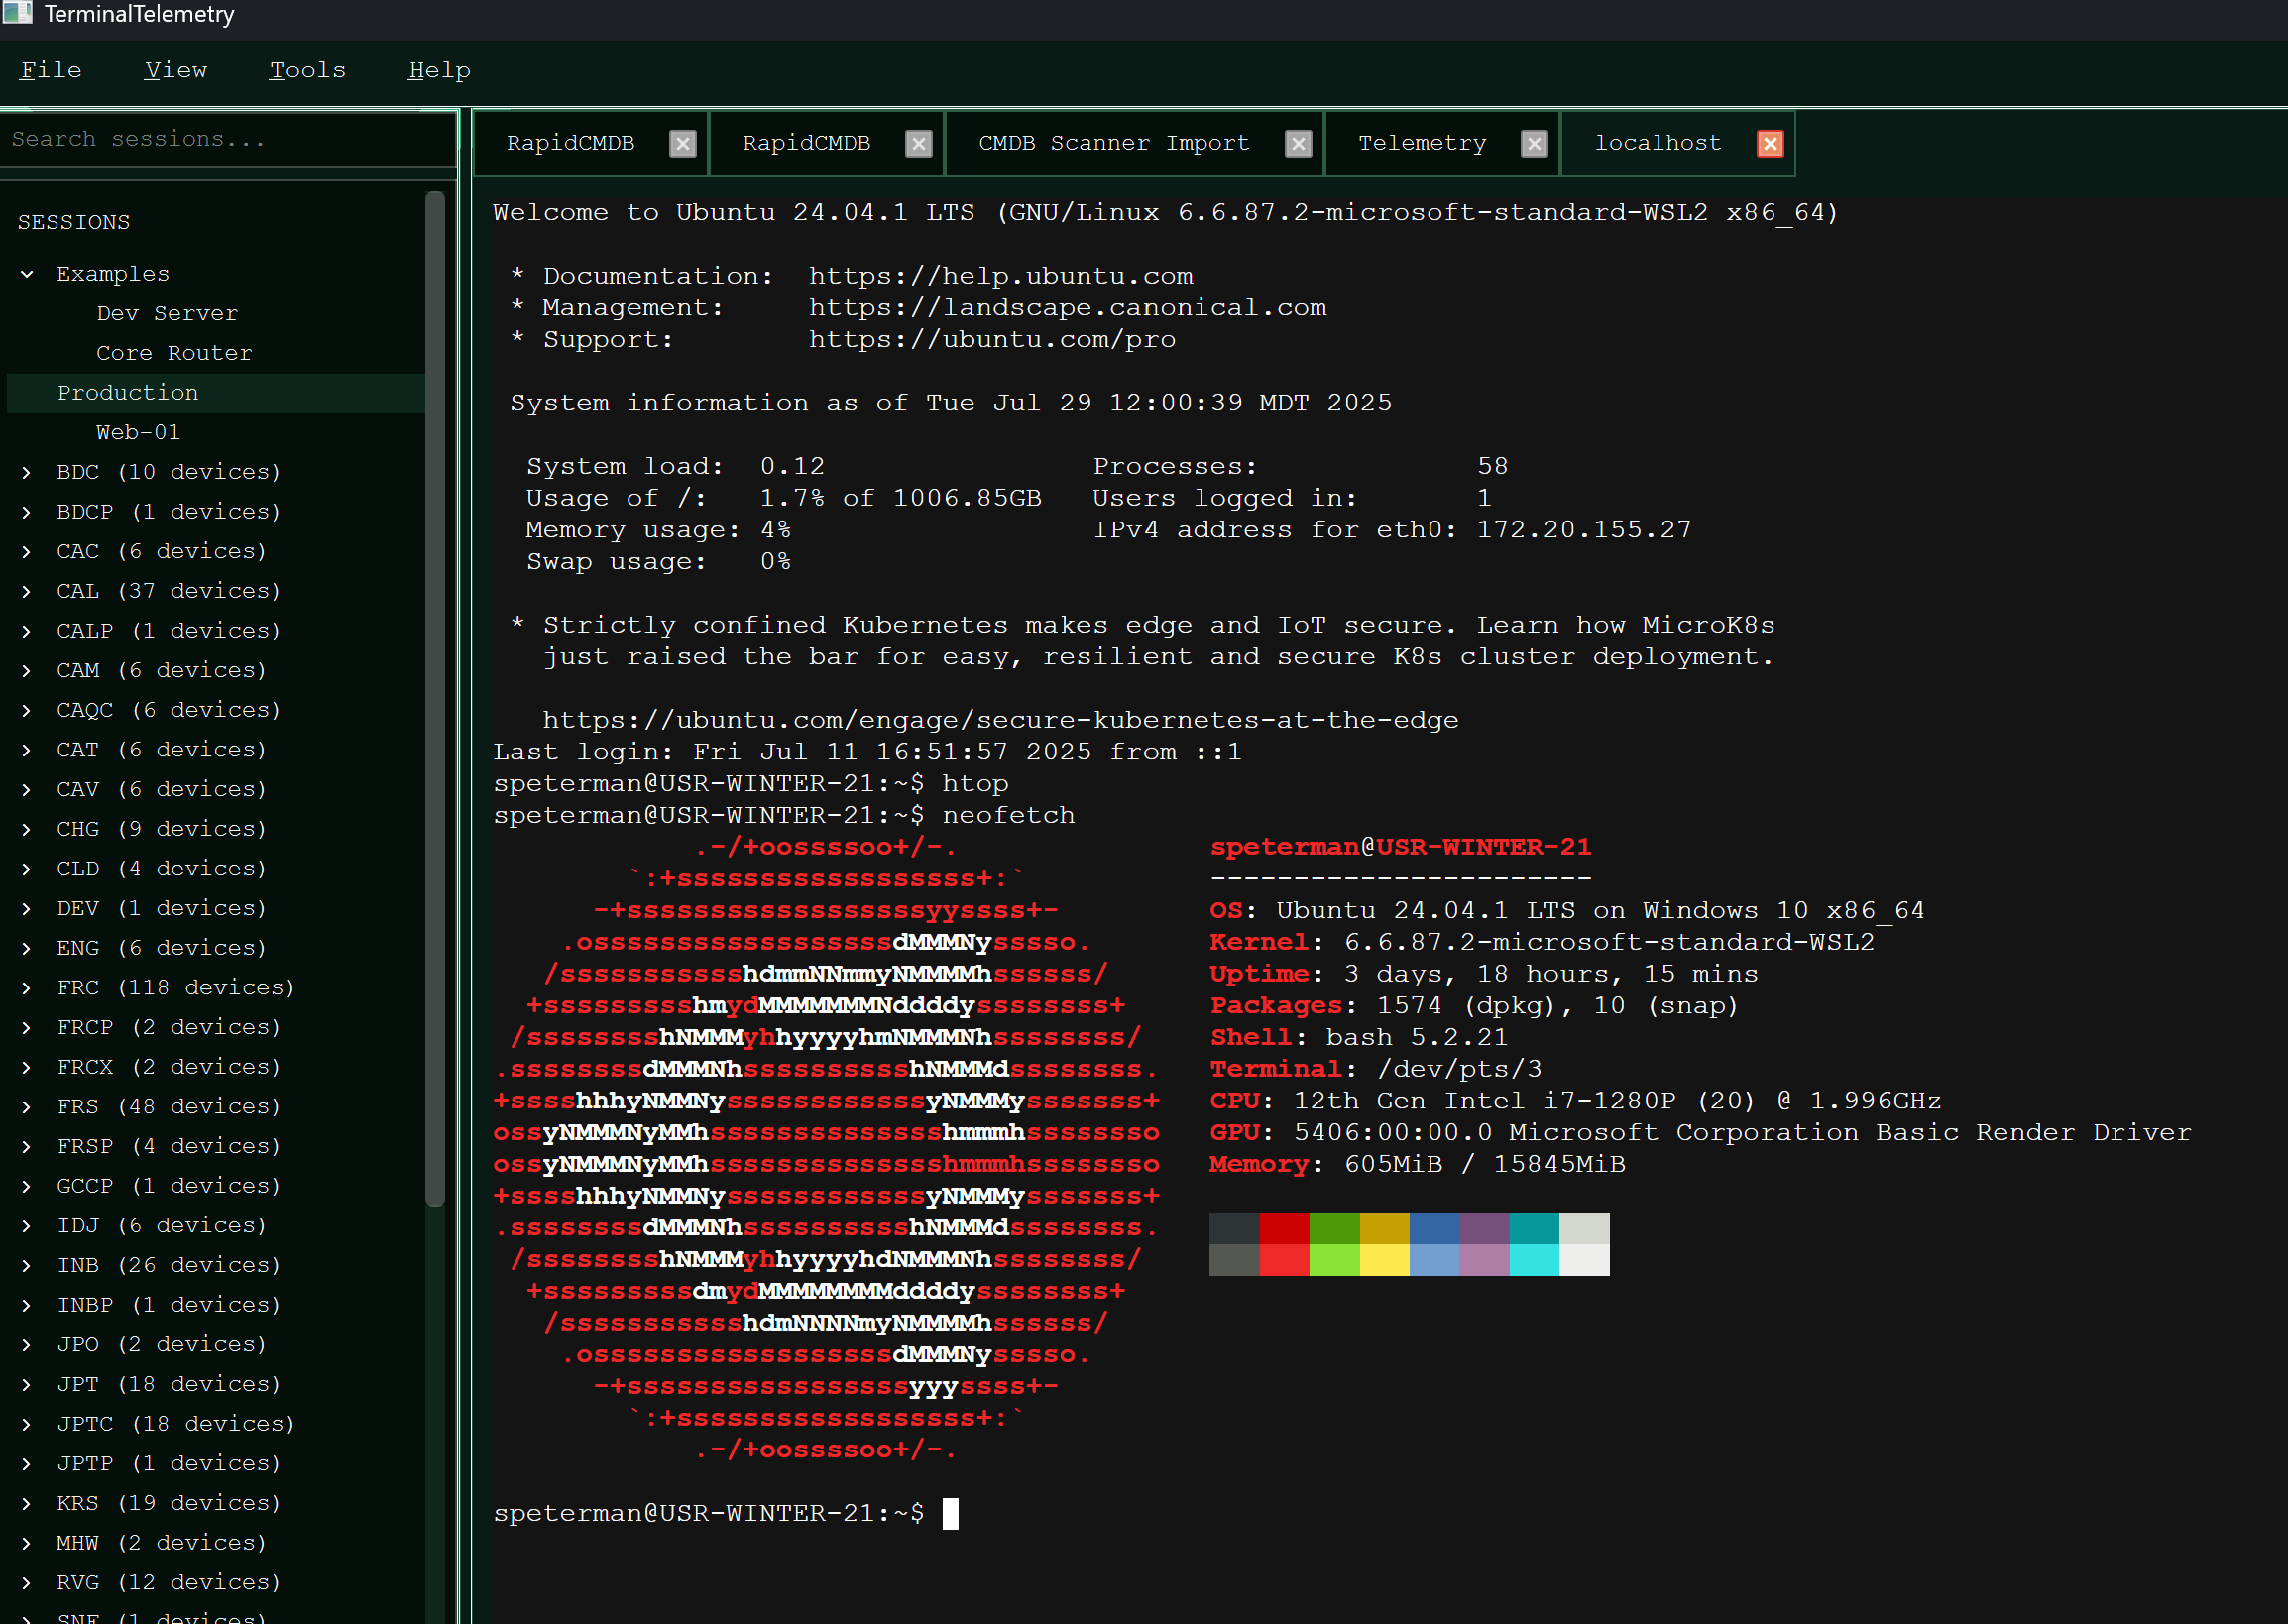 TerminalTelemetry
File View Tools Help
Search sessions...
SESSIONS
Examples
Dev Server
Core Router
Production
Web-01
BDC (10 devices)
BDCP (1 devices)
CAC (6 devices)
CAL (37 devices)
CALP (1 devices)
CAM (6 devices)
CAQC (6 devices)
CAT (6 devices)
CAV (6 devices)
CHG (9 devices)
CLD (4 devices)
DEV (1 devices)
ENG (6 devices)
FRC (118 devices)
FRCP (2 devices)
FRCX (2 devices)
FRS (48 devices)
FRSP (4 devices)
GCCP (1 devices)
IDJ (6 devices)
INB (26 devices)
INBP (1 devices)
JPO (2 devices)
JPT (18 devices)
JPTC (18 devices)
JPTP (1 devices)
KRS (19 devices)
MHW (2 devices)
RVG (12 devices)
(1 devices)
RapidCMDB RapidCMDB CMDB Scanner Import Telemetry localhost
Welcome to Ubuntu 24.04.1 LTS (GNU/Linux 6.6.87.2-microsoft-standard-WSL2 x86_64)
* Documentation: https://help.ubuntu.com
* Management: https://landscape.canonical.com
* Support: https://ubuntu.com/pro
System information as of Tue Jul 29 12:00:39 MDT 2025
System load: 0.12 Processes: 58
Usage of /: 1.7% of 1006.85GB Users logged in: 1
Memory usage: 4% IPv4 address for eth0: 172.20.155.27
Swap usage: 0%
* Strictly confined Kubernetes makes edge and IoT secure. Learn how MicroK8s
just raised the bar for easy, resilient and secure K8s cluster deployment.
https://ubuntu.com/engage/secure-kubernetes-at-the-edge
Last login: Fri Jul 11 16:51:57 2025 from ::1
speterman@USR-WINTER-21:~$ htop
speterman@USR-WINTER-21:~$ neofetch
.-/+oossssoo+/-. speterman@USR-WINTER-21
`:+ssssssssssssssssss+:` -----------------------
-+ssssssssssssssssssyyssss+- OS: Ubuntu 24.04.1 LTS on Windows 10 x86_64
.ossssssssssssssssssdMMMNysssso. Kernel: 6.6.87.2-microsoft-standard-WSL2
/ssssssssssshdmmNNmmyNMMMMhssssss/ Uptime: 3 days, 18 hours, 15 mins
+ssssssssshmydMMMMMMMNddddyssssssss+ Packages: 1574 (dpkg), 10 (snap)
/sssssssshNMMMyhhyyyyhmNMMMNhssssssss/ Shell: bash 5.2.21
.ssssssssdMMMNhsssssssssshNMMMdssssssss. Terminal: /dev/pts/3
+sssshhhyNMMNyssssssssssssyNMMMysssssss+ CPU: 12th Gen Intel i7-1280P (20) @ 1.996GHz
ossyNMMMNyMMhsssssssssssssshmmmhssssssso GPU: 5406:00:00.0 Microsoft Corporation Basic Render Driver
ossyNMMMNyMMhsssssssssssssshmmmhssssssso Memory: 605MiB / 15845MiB
+sssshhhyNMMNyssssssssssssyNMMMysssssss+
.ssssssssdMMMNhsssssssssshNMMMdssssssss.
/sssssssshNMMMyhhyyyyhdNMMMNhssssssss/
+sssssssssdmydMMMMMMMMddddyssssssss+
/ssssssssssshdmNNNNmyNMMMMhssssss/
.ossssssssssssssssssdMMMNysssso.
-+sssssssssssssssssyyyssss+-
`:+ssssssssssssssssss+:`
.-/+oossssoo+/-.
speterman@USR-WINTER-21:~$